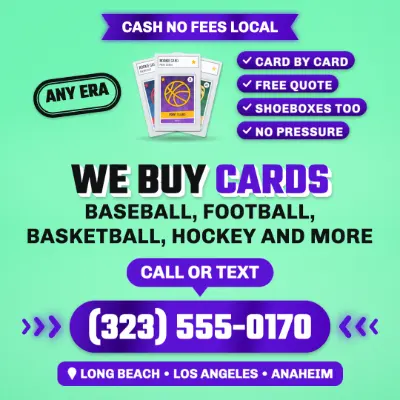 CASH NO FEES LOCAL
ANY ERA
CARD BY CARD
FREE QUOTE
SHOEBOXES TOO
NO PRESSURE
WE BUY CARDS
BASEBALL, FOOTBALL,
BASKETBALL, HOCKEY AND MORE
CALL OR TEXT
(323) 555-0170
LONG BEACH • LOS ANGELES • ANAHEIM